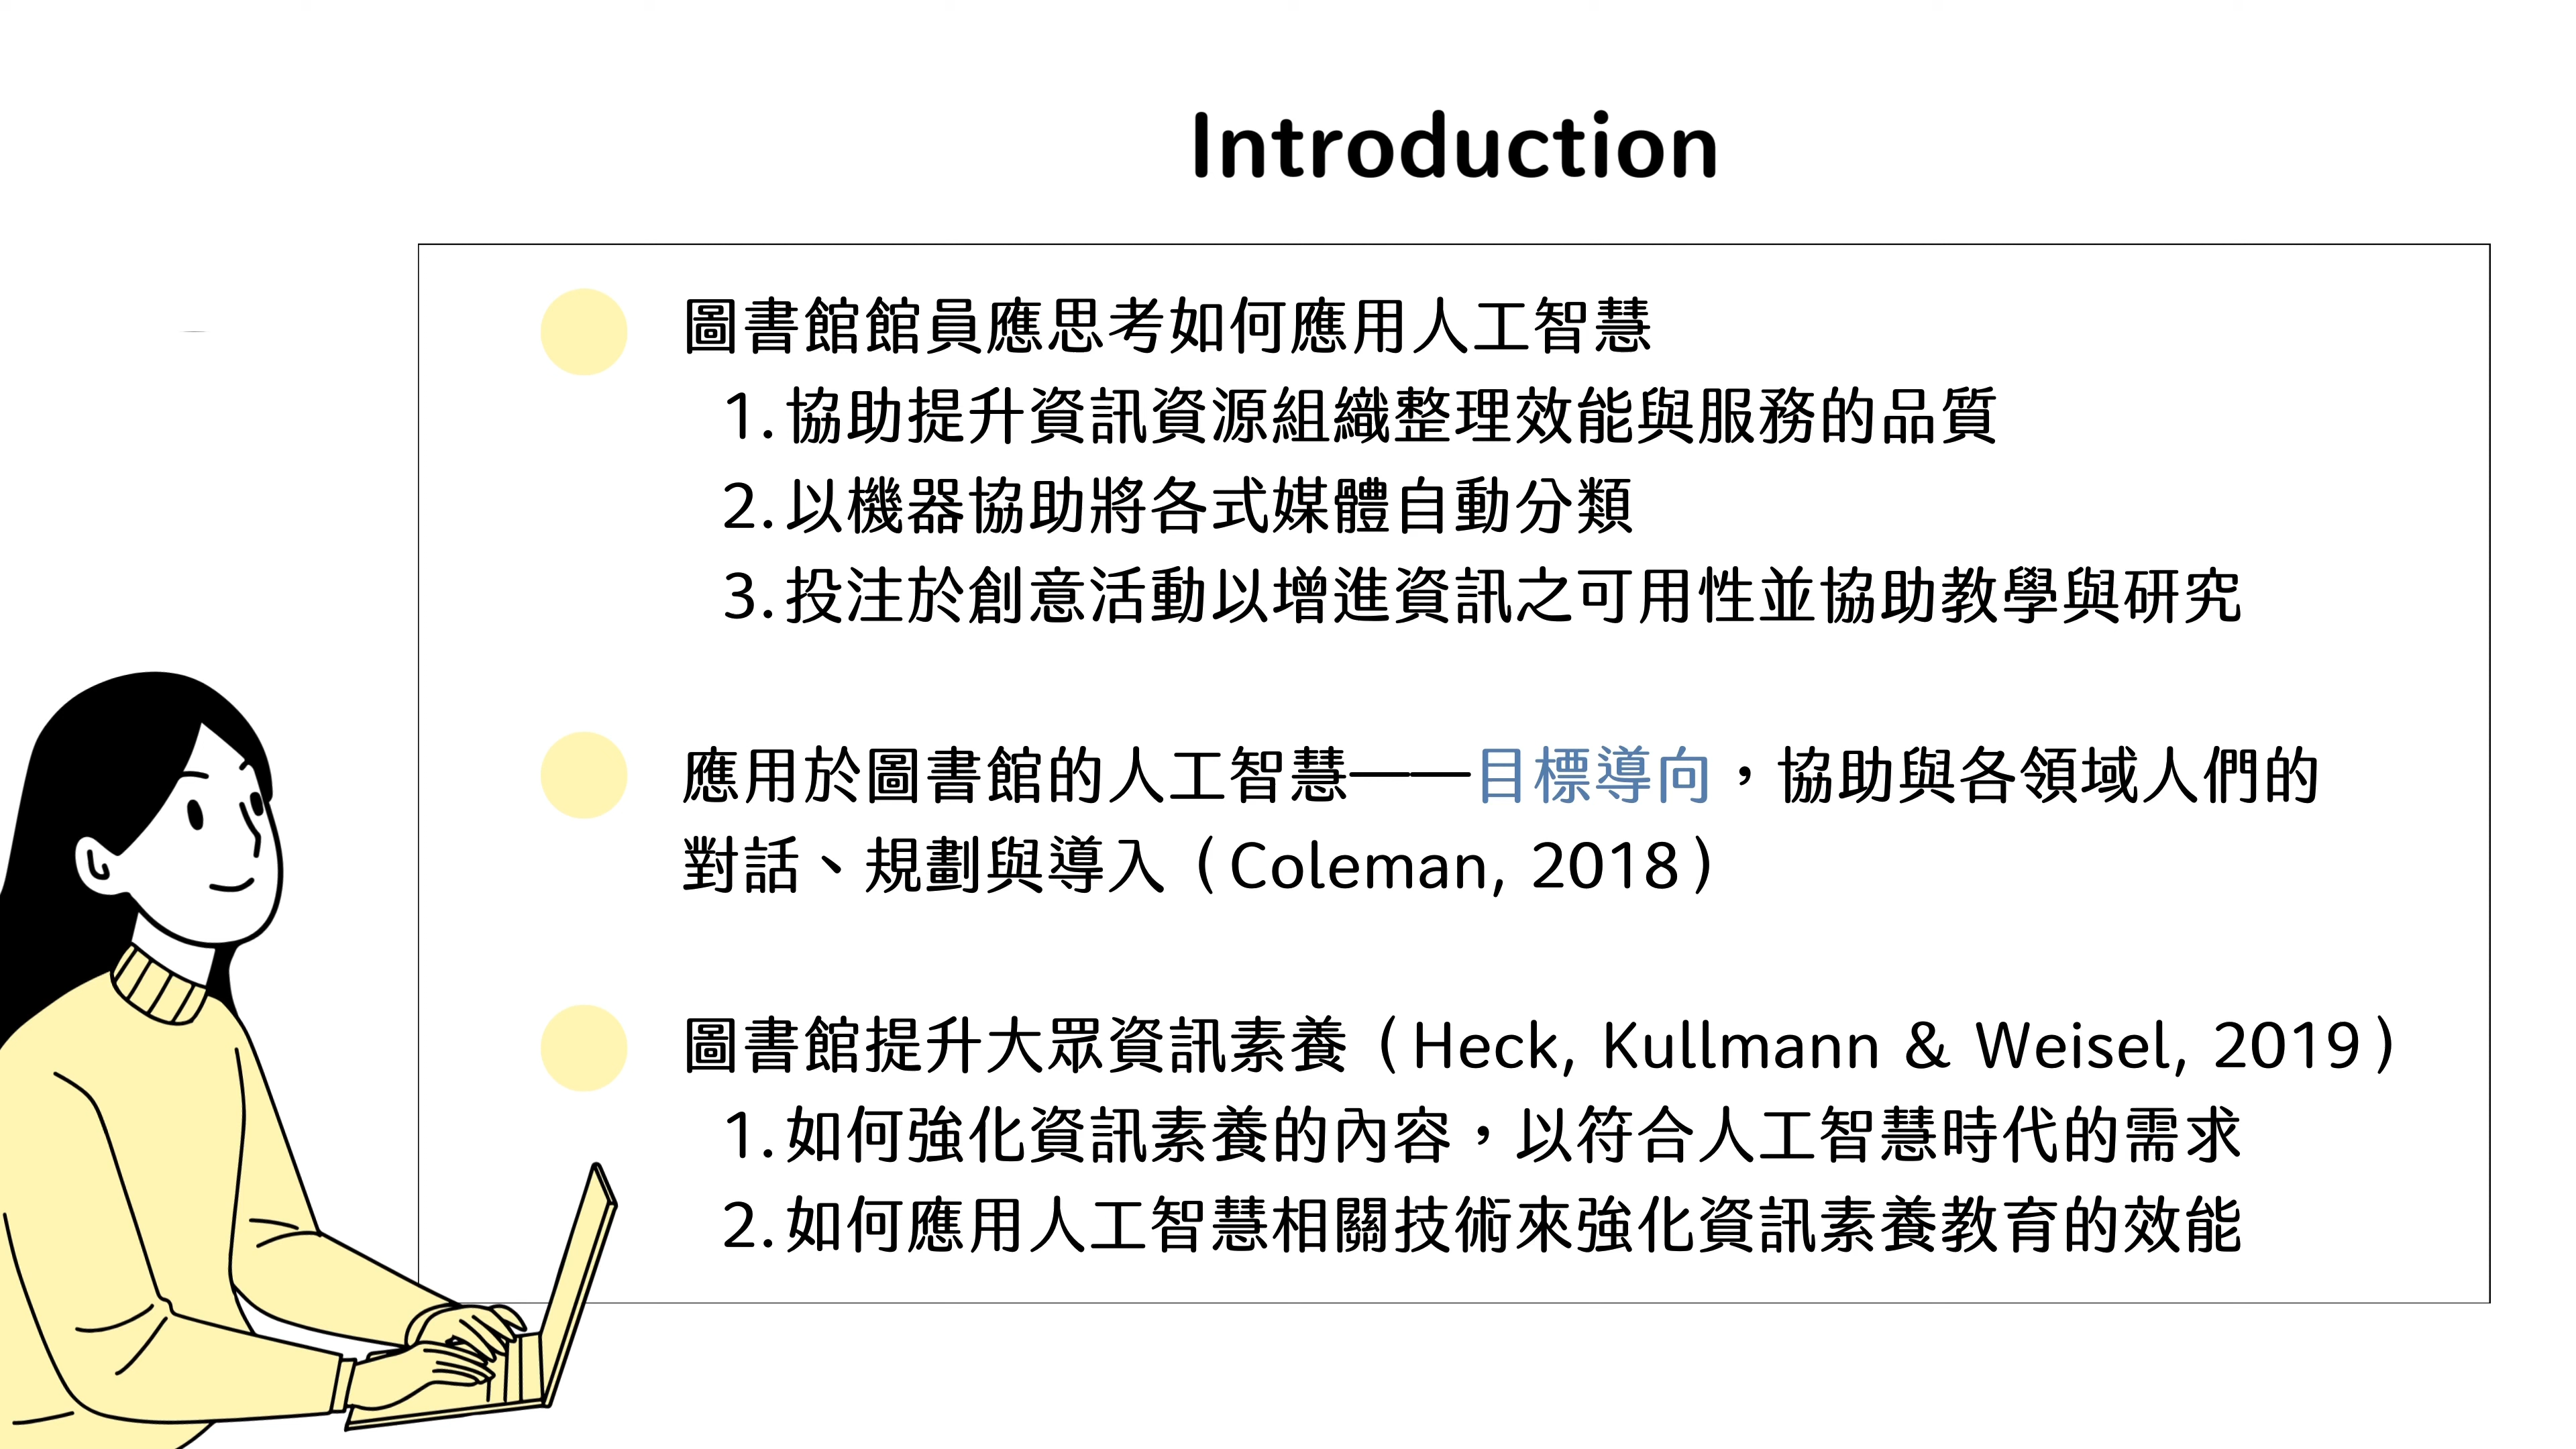 Introduction
圖書館館員應思考如何應用人工智慧
1. 協助提升資訊資源組織整理效能與服務的品質
2. 以機器協助將各式媒體自動分類
3. 投注於創意活動以增進資訊之可用性並協助教學與研究
應用於圖書館的人工智慧——目標導向，協助與各領域人們的
對話、規劃與導入（Coleman, 2018）
圖書館提升大眾資訊素養（Heck, Kullmann & Weisel, 2019）
1. 如何強化資訊素養的內容，以符合人工智慧時代的需求
2. 如何應用人工智慧相關技術來強化資訊素養教育的效能